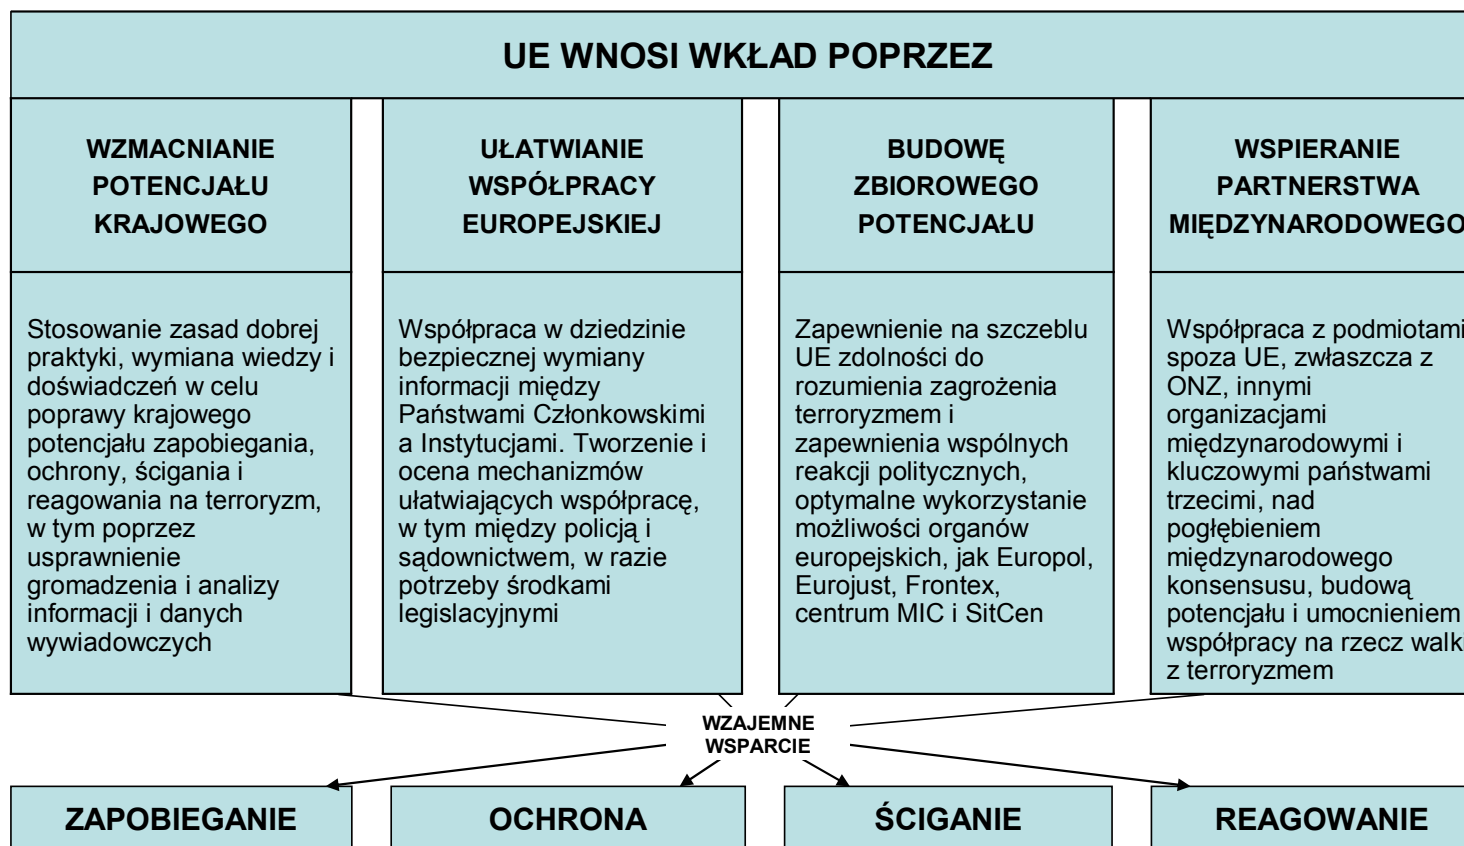 UE WNOSI WKŁAD POPRZEZ
WZMACNIANIE
POTENCJAŁU
KRAJOWEGO
UŁATWIANIE
WSPÓŁPRACY
EUROPEJSKIEJ
BUDOWĘ
ZBIOROWEGO
POTENCJAŁU
WSPIERANIE
PARTNERSTWA
MIĘDZYNARODOWEGO
Stosowanie zasad dobrej
praktyki, wymiana wiedzy i
doświadczeń w celu
poprawy krajowego
potencjału zapobiegania,
ochrony, ścigania i
reagowania na terroryzm,
w tym poprzez
usprawnienie
gromadzenia i analizy
informacji i danych
wywiadowczych
Współpraca w dziedzinie
bezpiecznej wymiany
informacji między
Państwami Członkowskimi
a Instytucjami. Tworzenie i
ocena mechanizmów
ułatwiających współpracę,
w tym między policją i
sądownictwem, w razie
potrzeby środkami
legislacyjnymi
Zapewnienie na szczeblu
UE zdolności do
rozumienia zagrożenia
terroryzmem i
zapewnienia wspólnych
reakcji politycznych,
optymalne wykorzystanie
możliwości organów
europejskich, jak Europol,
Eurojust, Frontex,
centrum MIC i SitCen
Współpraca z podmiotami
spoza UE, zwłaszcza z
ONZ, innymi
organizacjami
międzynarodowymi i
kluczowymi państwami
trzecimi, nad
pogłębieniem
międzynarodowego
konsensusu, budową
potencjału i umocnieniem
współpracy na rzecz walki
z terroryzmem
WZAJEMNE
WSPARCIE
ZAPOBIEGANIE
OCHRONA
ŚCIGANIE
REAGOWANIE